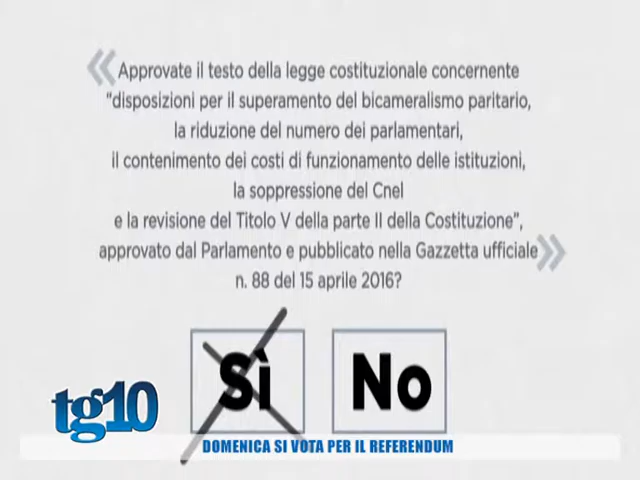 « Approvate il testo della legge costituzionale concernente
“disposizioni per il superamento del bicameralismo paritario,
la riduzione del numero dei parlamentari,
il contenimento dei costi di funzionamento delle istituzioni,
la soppressione del Cnel
e la revisione del Titolo V della parte II della Costituzione”,
approvato dal Parlamento e pubblicato nella Gazzetta ufficiale »
n. 88 del 15 aprile 2016?
Sì No
tg10
DOMENICA SI VOTA PER IL REFERENDUM